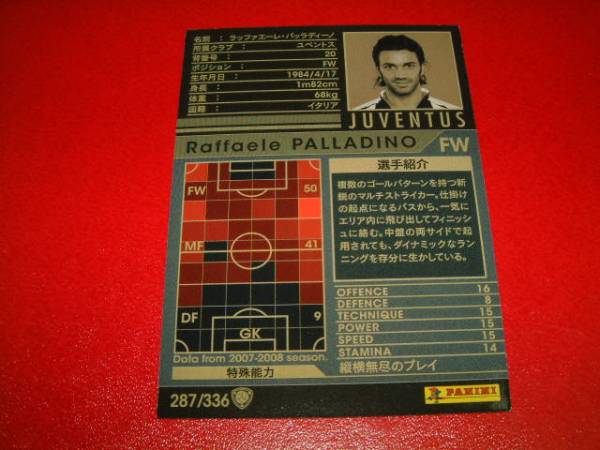 名前 : ラッファエーレ・パッラディーノ
所属クラブ : ユベントス
背番号 : 20
ポジション : FW
生年月日 : 1984/4/17
身長 : 1m82cm
体重 : 68kg
国籍 : イタリア
JUVENTUS
Raffaele PALLADINO FW
FW 50
MF 41
DF 9
GK
Data from 2007-2008 season.
選手紹介
複数のゴールパターンを持つ新
鋭のマルチストライカー。仕掛け
の起点になるパスから、一気に
エリア内に飛び出してフィニッシ
ュに絡む。中盤の両サイドで起
用されても、ダイナミックなラン
ニングを存分に生かしている。
OFFENCE 16
DEFENCE 8
TECHNIQUE 15
POWER 15
SPEED 15
STAMINA 14
特殊能力
縦横無尽のプレイ
287/336
PANINI